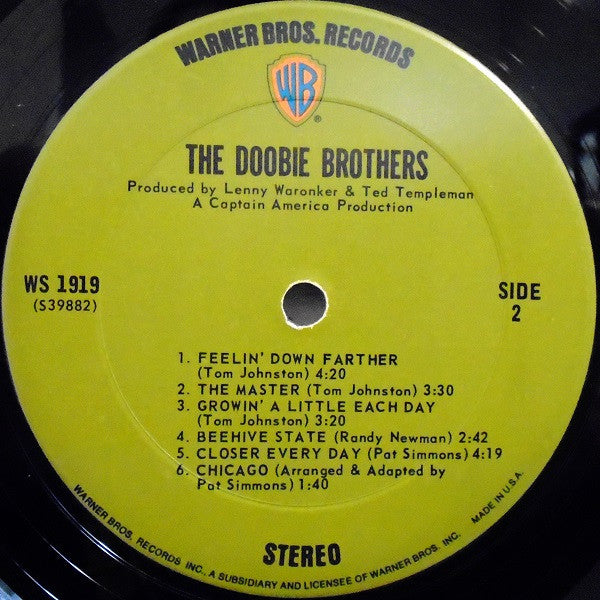 WARNER BROS. RECORDS
WB
®
THE DOOBIE BROTHERS
Produced by Lenny Waronker & Ted Templeman
A Captain America Production
WS 1919
(S39882)
SIDE
2
1. FEELIN' DOWN FARTHER
(Tom Johnston) 4:20
2. THE MASTER (Tom Johnston) 3:30
3. GROWIN' A LITTLE EACH DAY
(Tom Johnston) 3:20
4. BEEHIVE STATE (Randy Newman) 2:42
5. CLOSER EVERY DAY (Pat Simmons) 4:19
6. CHICAGO (Arranged & Adapted by
Pat Simmons) 1:40
STEREO
WARNER BROS. RECORDS INC., A SUBSIDIARY AND LICENSEE OF WARNER BROS. INC. MADE IN U.S.A.